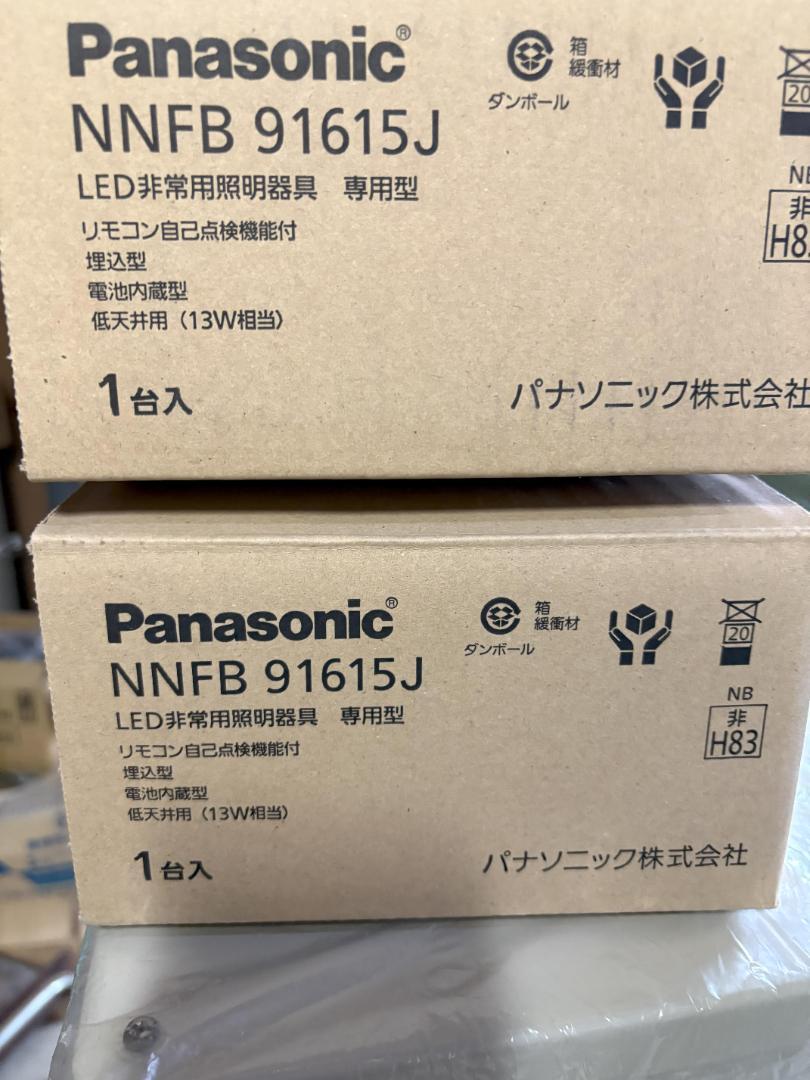 Panasonic®
NNFB 91615J
LED非常用照明器具 専用型
リモコン自己点検機能付
埋込型
電池内蔵型
低天井用(13W相当)
1台入
ダンボール
箱
緩衝材
20
非
パナソニック株式会社
Panasonic®
NNFB 91615J
LED非常用照明器具 専用型
リモコン自己点検機能付
埋込型
電池内蔵型
低天井用(13W相当)
1台入
ダンボール
箱
緩衝材
20
NB
非
H83
パナソニック株式会社